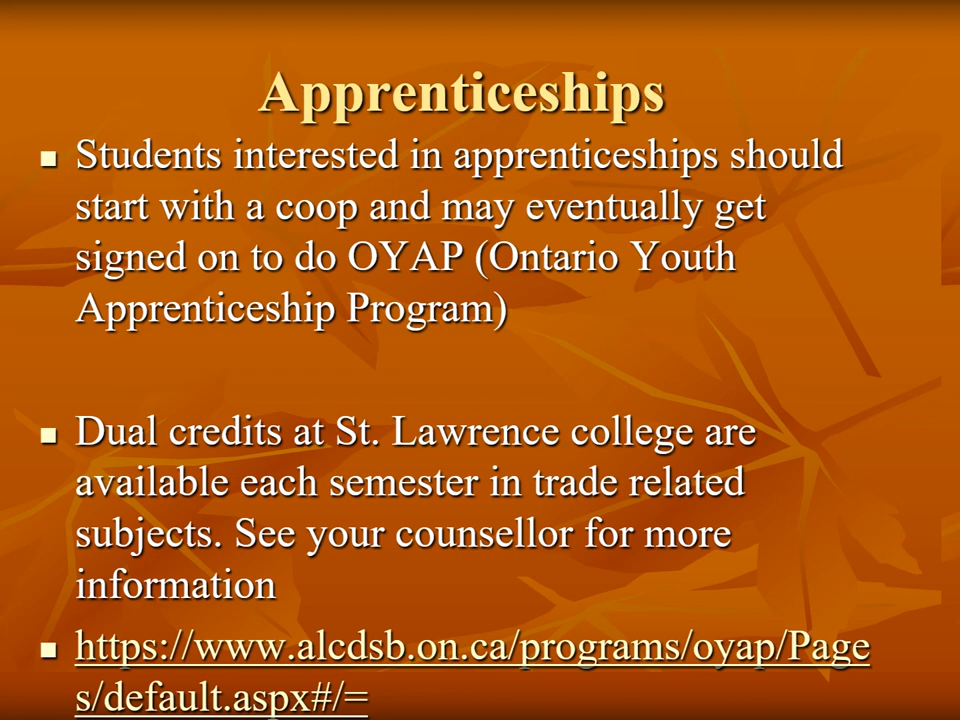 Apprenticeships
Students interested in apprenticeships should
start with a coop and may eventually get
signed on to do OYAP (Ontario Youth
Apprenticeship Program)
Dual credits at St. Lawrence college are
available each semester in trade related
subjects. See your counsellor for more
information
https://www.alcdsb.on.ca/programs/oyap/Page
s/default.aspx#/=